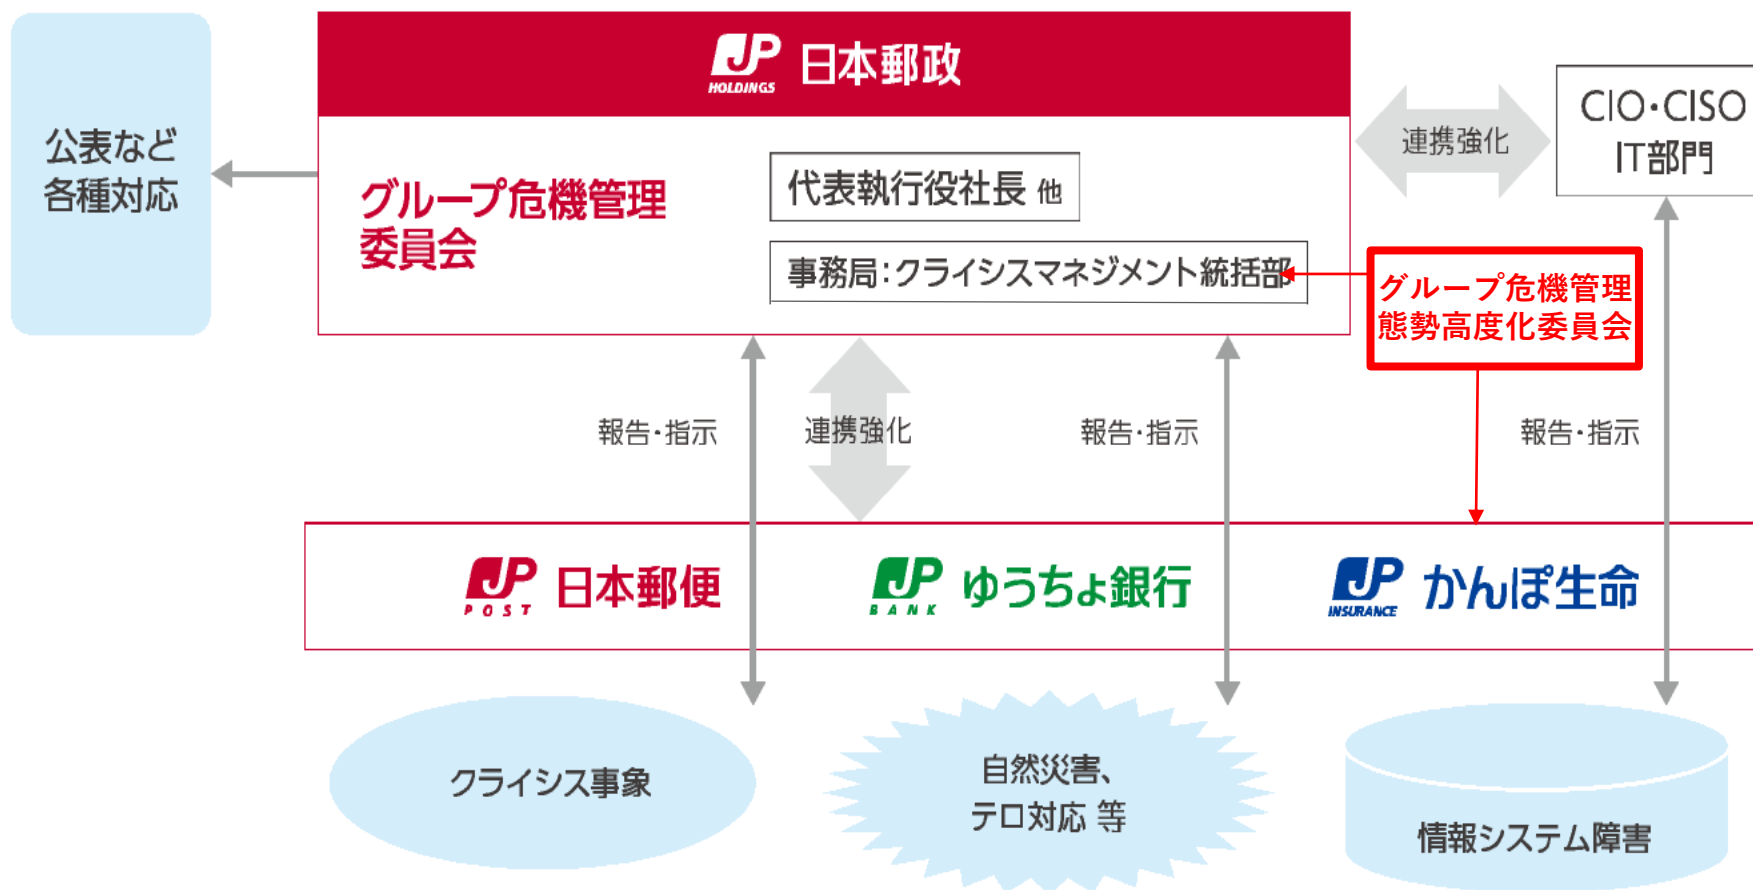 公表など
各種対応
JP
HOLDINGS
日本郵政
グループ危機管理
委員会
代表執行役社長 他
事務局：クライシスマネジメント統括部
連携強化
CIO・CISO
IT部門
グループ危機管理
態勢高度化委員会
報告・指示
連携強化
報告・指示
報告・指示
JP
POST
日本郵便
JP
BANK
ゆうちょ銀行
JP
INSURANCE
かんぽ生命
クライシス事象
自然災害、
テロ対応 等
情報システム障害